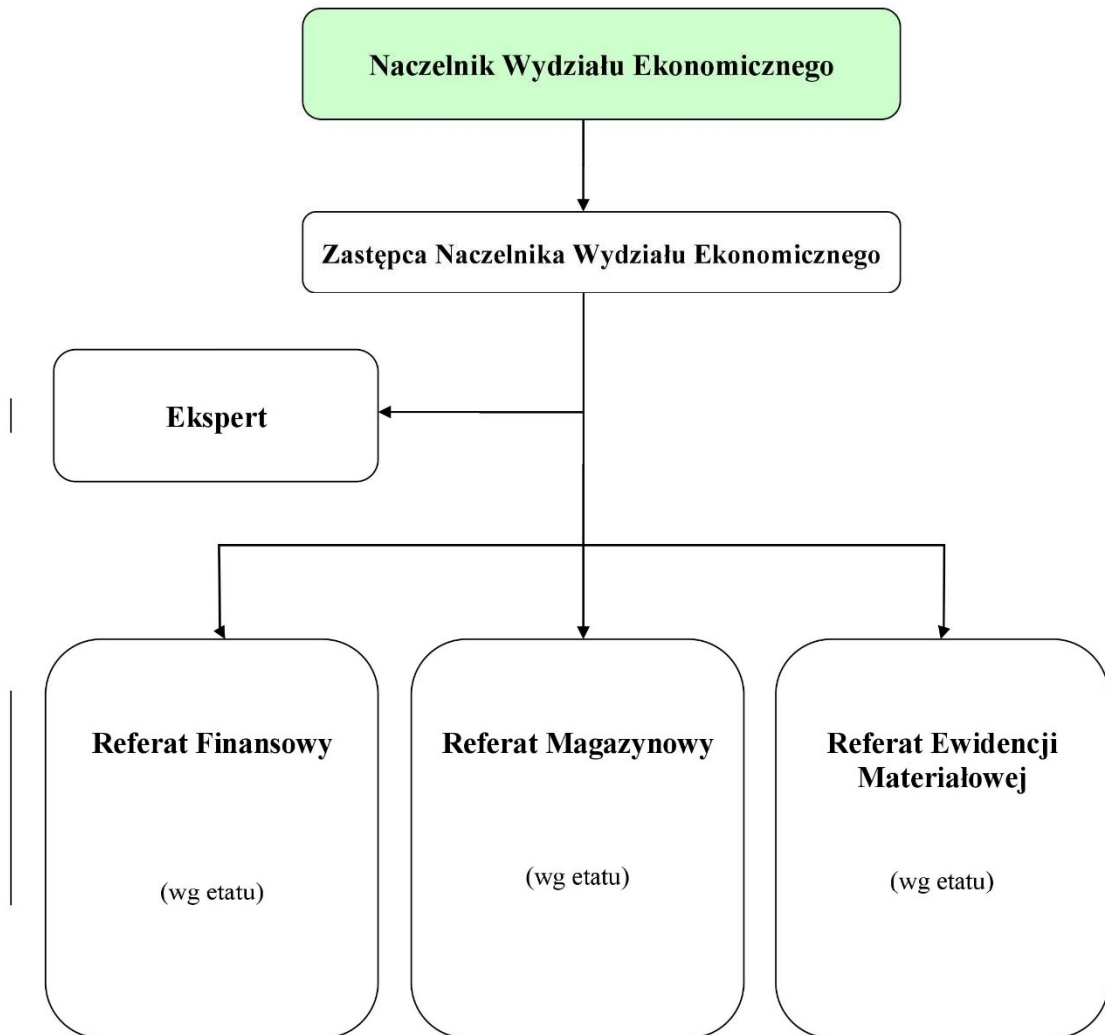 Naczelnik Wydziału Ekonomicznego
Zastępca Naczelnika Wydziału Ekonomicznego
Ekspert
Referat Finansowy
(wg etatu)
Referat Magazynowy
(wg etatu)
Referat Ewidencji
Materiałowej
(wg etatu)